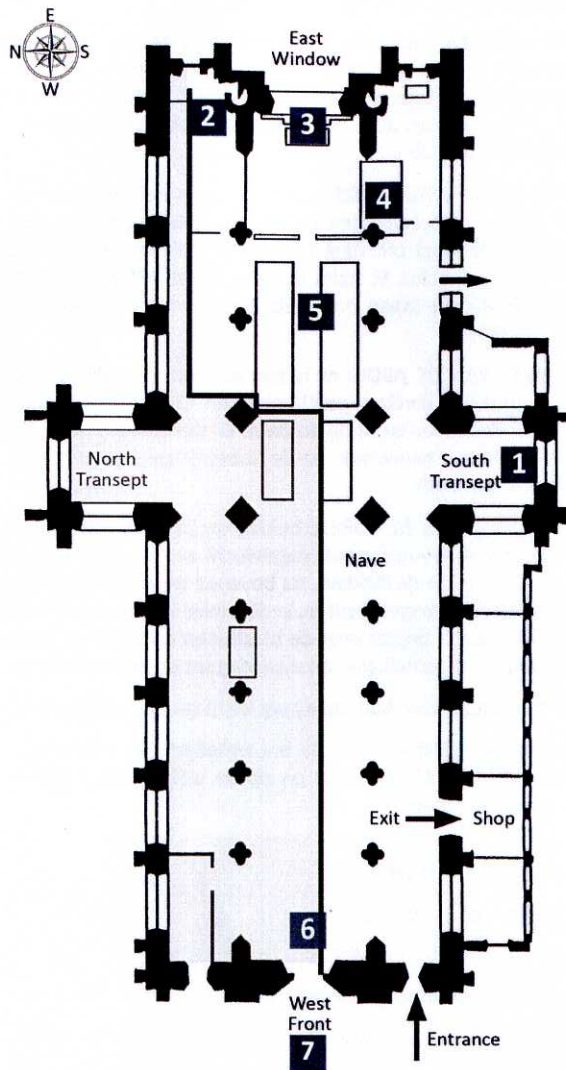 E
N
S
W
East
Window
2
3
4
5
North
Transept
South
Transept
1
Nave
Exit
Shop
6
West
Front
7
Entrance